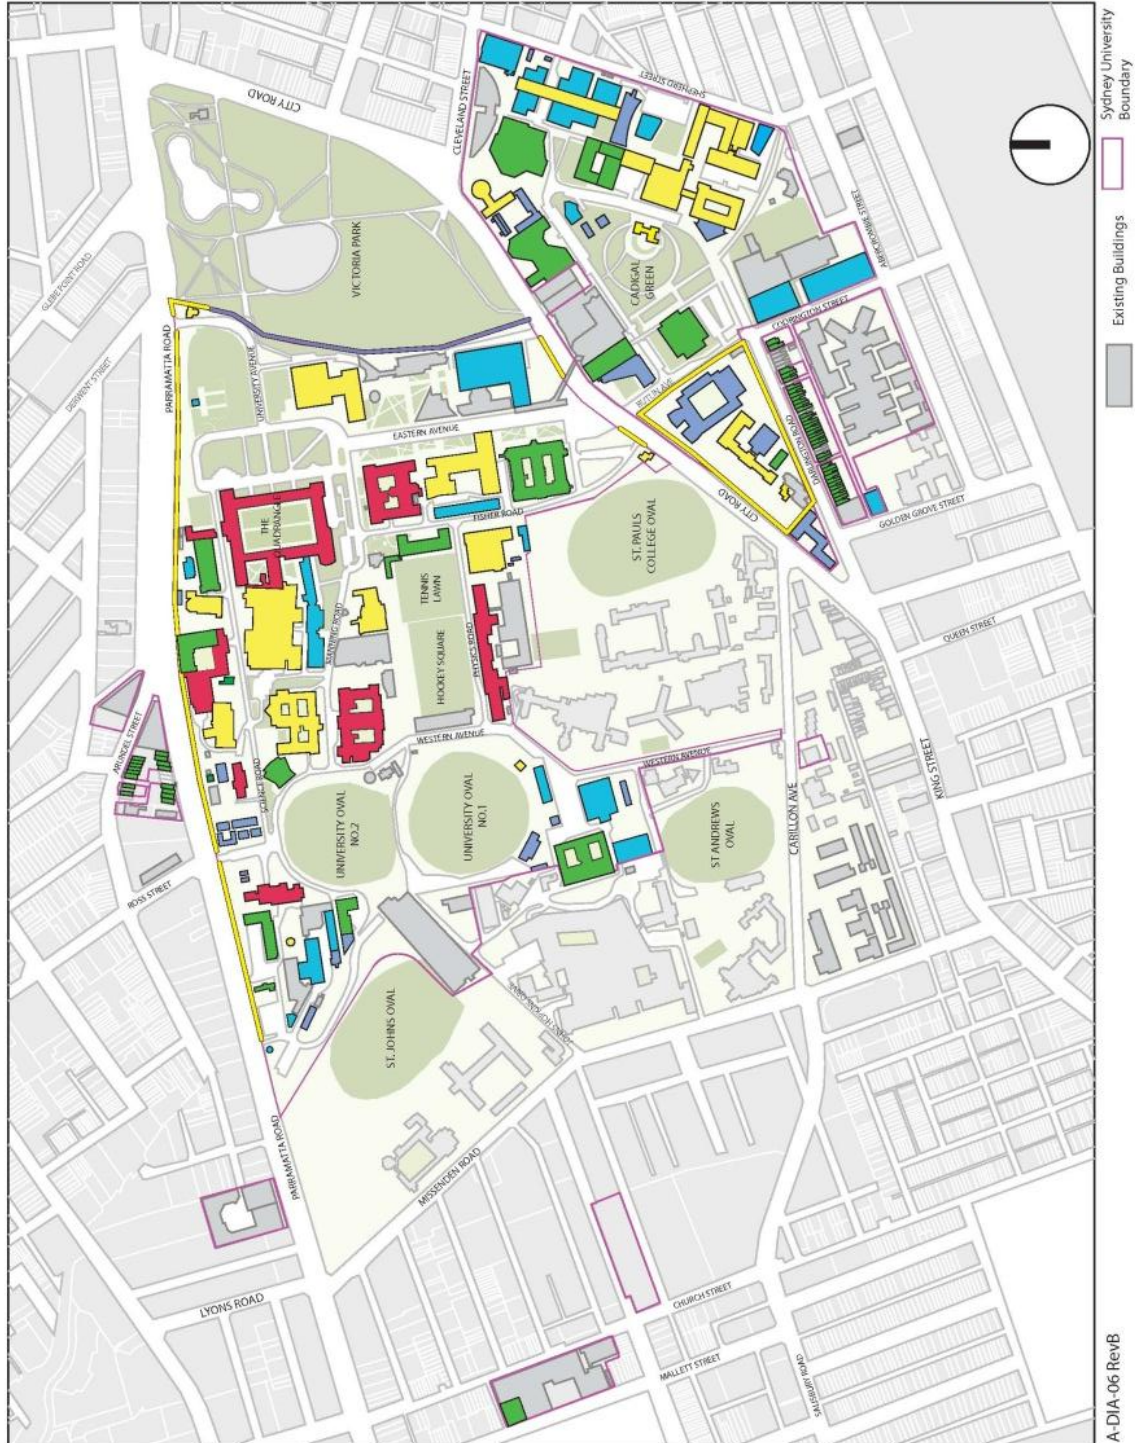 CITY ROAD
GLEBE POINT ROAD
DERWENT STREET
PARRAMATTA ROAD
VICTORIA PARK
CLEVELAND STREET
SHEPHERD STREET
UNIVERSITY AVENUE
EASTERN AVENUE
CADIGAL
GREEN
BUTLIN AVE
CODRINGTON STREET
ABERCROMBIE STREET
DARLINGTON ROAD
GOLDEN GROVE STREET
CITY ROAD
THE
QUADRANGLE
FISHER ROAD
ST. PAULS
COLLEGE OVAL
MANNING ROAD
TENNIS
LAWN
HOCKEY SQUARE
PHYSICS ROAD
QUEEN STREET
ARUNDEL STREET
SCIENCE ROAD
WESTERN AVENUE
WESTERN AVENUE
KING STREET
CARILLON AVE
ROSS STREET
UNIVERSITY OVAL
NO.2
UNIVERSITY OVAL
NO.1
ST ANDREWS
OVAL
ST. JOHNS OVAL
PARRAMATTA ROAD
MISSENDEN ROAD
LYONS ROAD
CHURCH STREET
MALLETT STREET
SALISBURY ROAD
A-DIA-06 RevB
Existing Buildings
Sydney University
Boundary